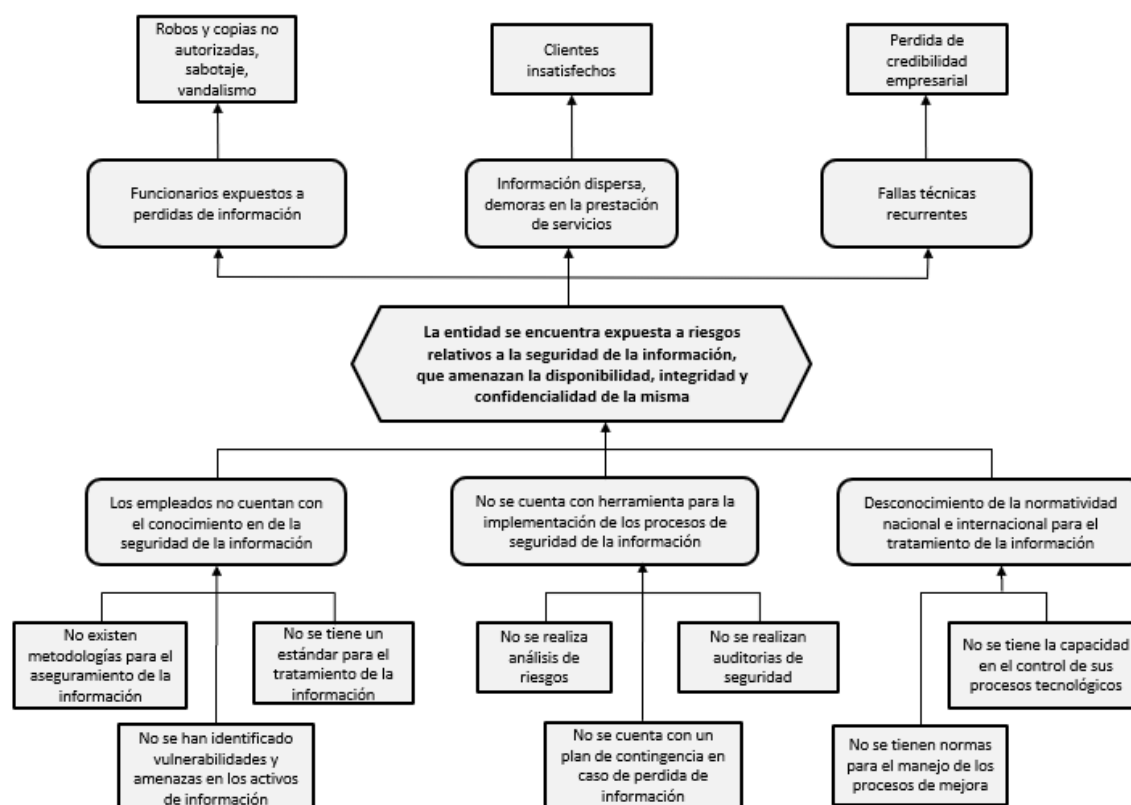 Robos y copias no
autorizadas,
sabotaje,
vandalismo
Clientes
insatisfechos
Perdida de
credibilidad
empresarial
Funcionarios expuestos a
perdidas de información
Información dispersa,
demoras en la prestación
de servicios
Fallas técnicas
recurrentes
La entidad se encuentra expuesta a riesgos
relativos a la seguridad de la información,
que amenazan la disponibilidad, integridad y
confidencialidad de la misma
Los empleados no cuentan con
el conocimiento en de la
seguridad de la información
No se cuenta con herramienta para la
implementación de los procesos de
seguridad de la información
Desconocimiento de la normatividad
nacional e internacional para el
tratamiento de la información
No existen
metodologías para el
aseguramiento de la
información
No se tiene un
estándar para el
tratamiento de la
información
No se realiza
análisis de
riesgos
No se realizan
auditorias de
seguridad
No se tiene la capacidad
en el control de sus
procesos tecnológicos
No se han identificado
vulnerabilidades y
amenazas en los activos
de información
No se cuenta con un
plan de contingencia en
caso de perdida de
información
No se tienen normas
para el manejo de los
procesos de mejora